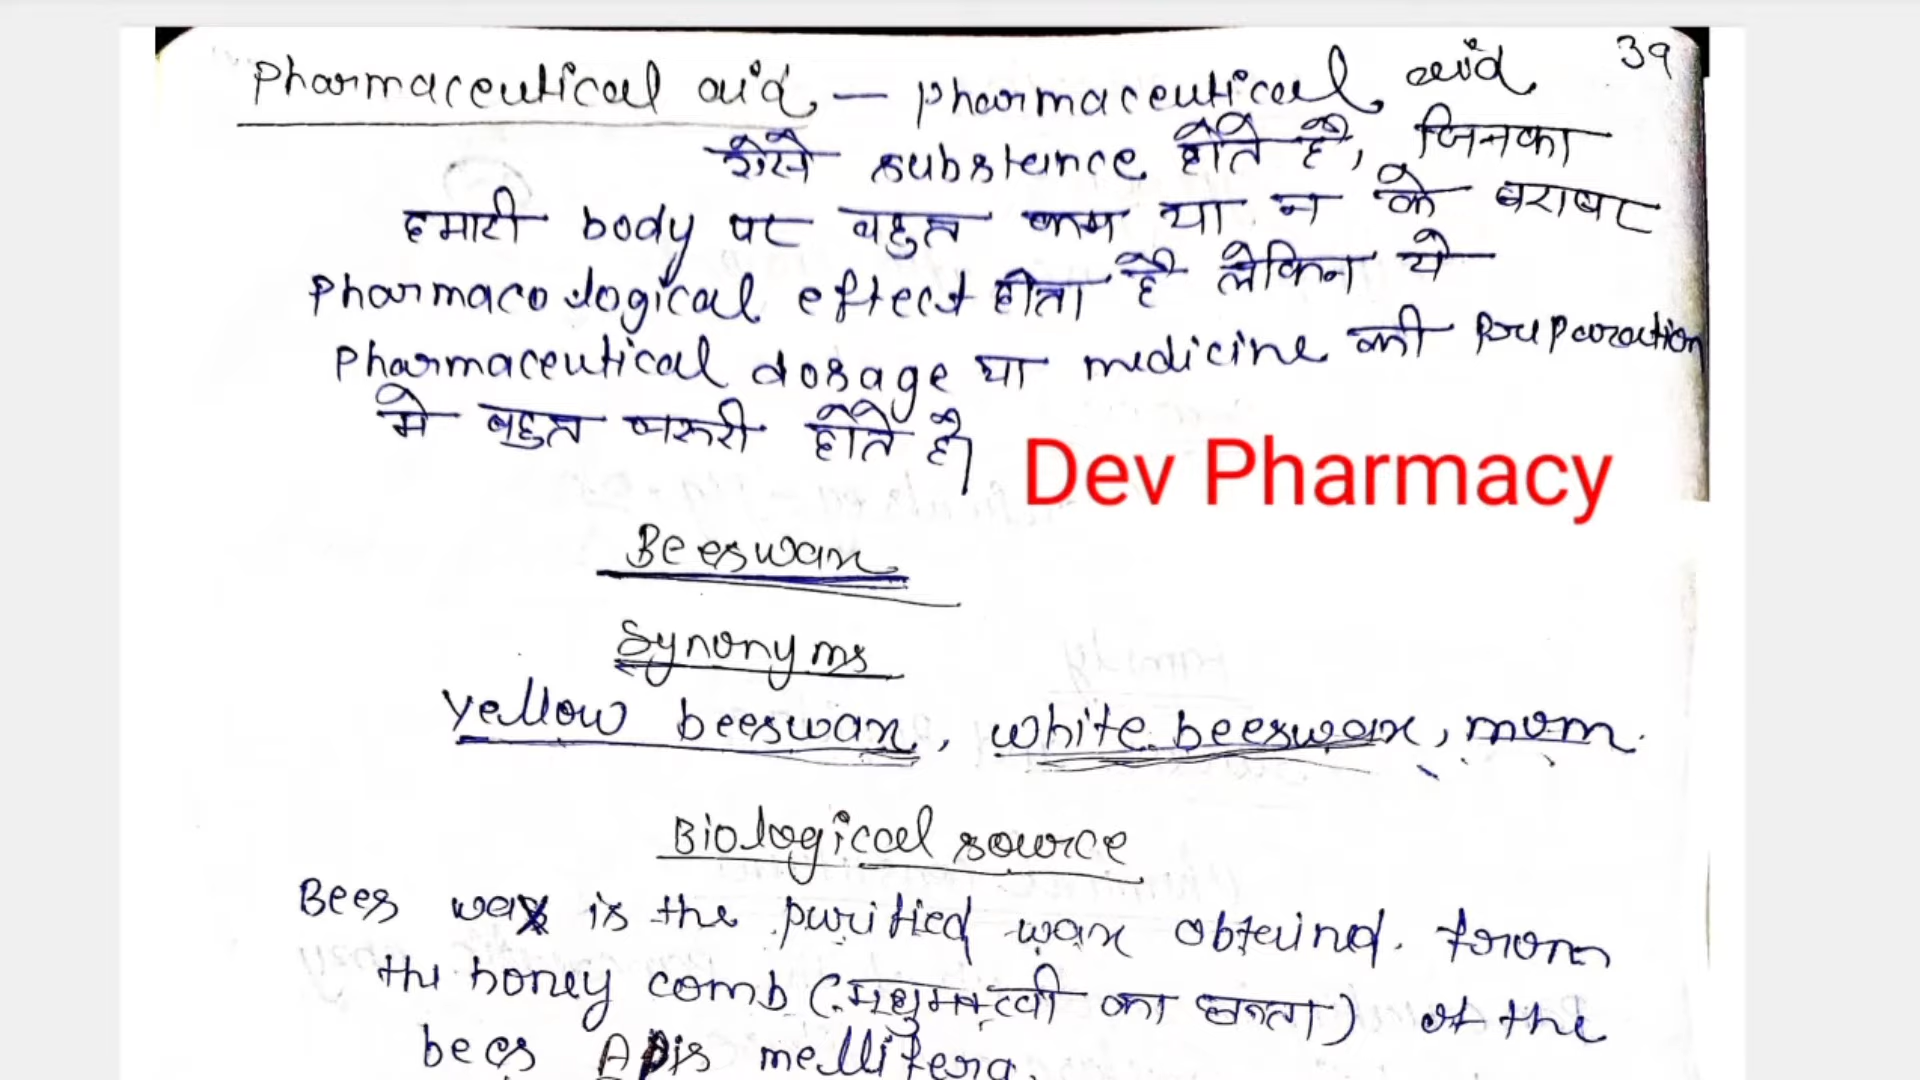 39
Pharmaceutical aid — pharmaceutical aid
ऐसे substance होते है, जिनका
हमारी body पर बहुत कम या न के बराबर
Pharmacological effect होता है लेकिन ये
Pharmaceutical dosage या medicine की preparation
मे बहुत जरूरी होते है।
Dev Pharmacy
Beeswax
Synonyms
Yellow beeswax, white beeswax, mom.
Biological source
Bees wax is the purified wax obtained from
the honey comb (मधुमक्खी का छत्ता) of the
bees Apis mellifera.